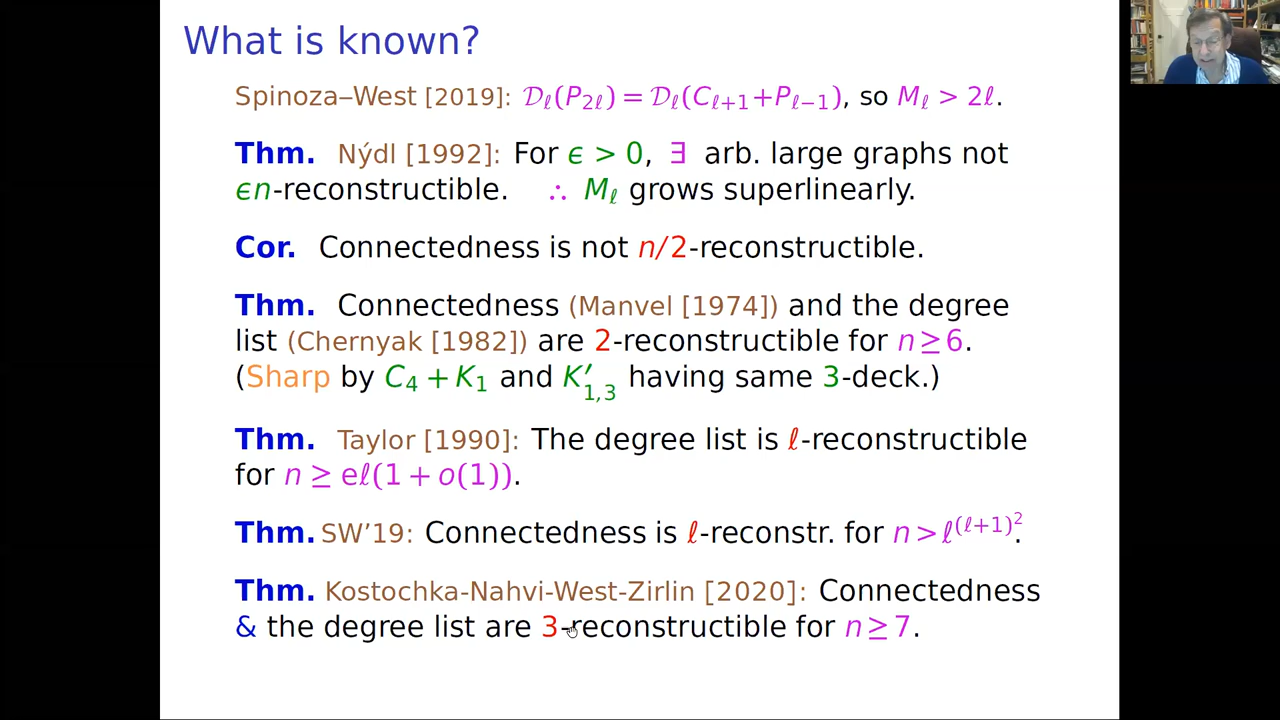 What is known?
Spinoza–West [2019]: 𝒟ℓ(P₂ℓ) = 𝒟ℓ(Cℓ₊₁+Pℓ₋₁), so Mℓ > 2ℓ.
Thm. Nýdl [1992]: For ϵ > 0, ∃ arb. large graphs not
ϵn-reconstructible. ∴ Mℓ grows superlinearly.
Cor. Connectedness is not n/2-reconstructible.
Thm. Connectedness (Manvel [1974]) and the degree
list (Chernyak [1982]) are 2-reconstructible for n ≥ 6.
(Sharp by C₄ + K₁ and K′₁,₃ having same 3-deck.)
Thm. Taylor [1990]: The degree list is ℓ-reconstructible
for n ≥ eℓ(1 + o(1)).
Thm. SW’19: Connectedness is ℓ-reconstr. for n > ℓ^(ℓ+1)².
Thm. Kostochka-Nahvi-West-Zirlin [2020]: Connectedness
& the degree list are 3-reconstructible for n ≥ 7.